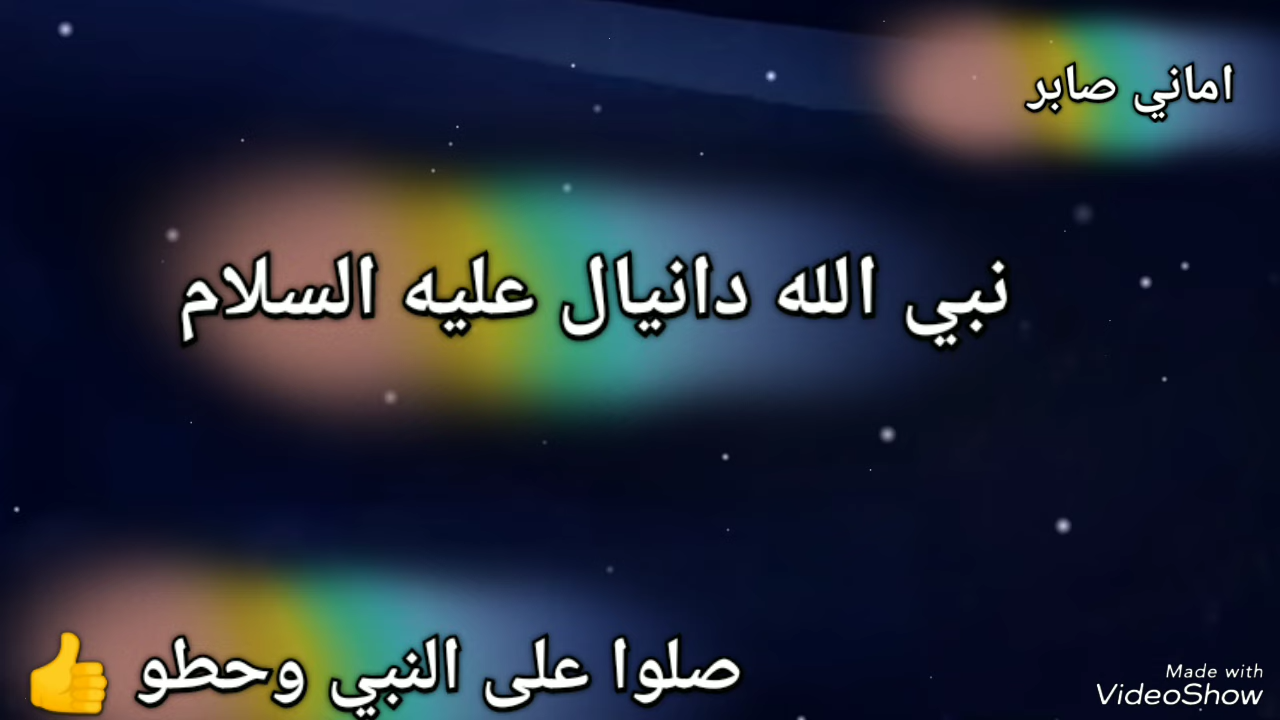 اماني صابر
نبي الله دانيال عليه السلام
صلوا على النبي وحطو 👍
Made with
VideoShow